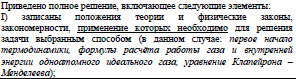 Приведено полное решение, включающее следующие элементы:
I) записаны положения теории и физические законы,
закономерности, применение которых необходимо для решения
задачи выбранным способом (в данном случае: первое начало
термодинамики, формулы расчёта работы газа и внутренней
энергии одноатомного идеального газа, уравнение Клапейрона –
Менделеева);